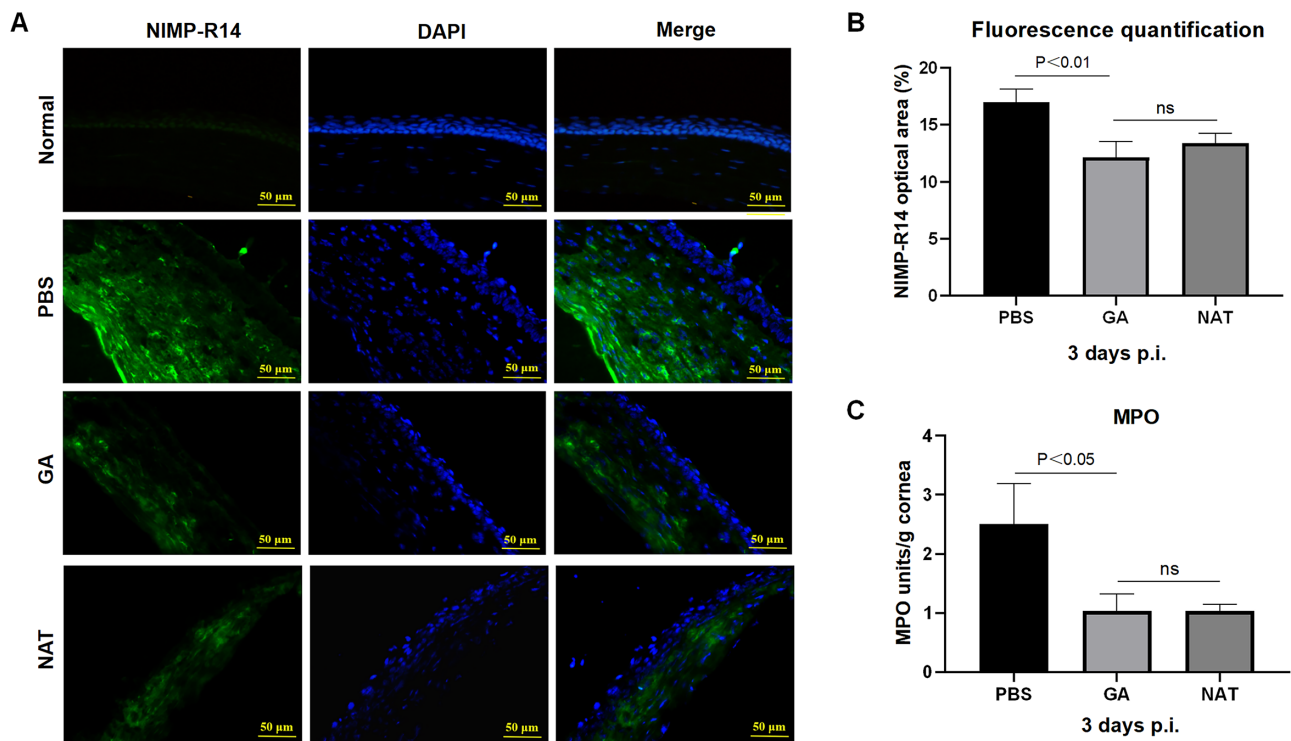 A
NIMP-R14 DAPI Merge
Normal
50 μm 50 μm 50 μm
PBS
50 μm 50 μm 50 μm
GA
50 μm 50 μm 50 μm
NAT
50 μm 50 μm 50 μm
B
Fluorescence quantification
NIMP-R14 optical area (%)
20
15
10
5
0
P<0.01
ns
PBS GA NAT
3 days p.i.
C
MPO
MPO units/g cornea
4
3
2
1
0
P<0.05
ns
PBS GA NAT
3 days p.i.